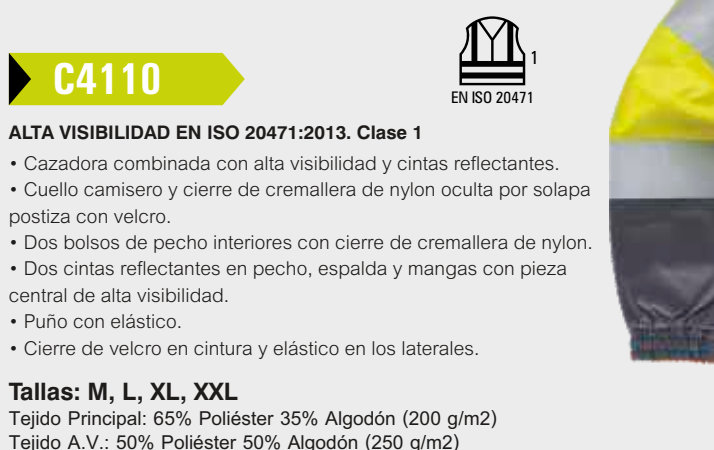 C4110
1
EN ISO 20471
ALTA VISIBILIDAD EN ISO 20471:2013. Clase 1
• Cazadora combinada con alta visibilidad y cintas reflectantes.
• Cuello camisero y cierre de cremallera de nylon oculta por solapa
postiza con velcro.
• Dos bolsos de pecho interiores con cierre de cremallera de nylon.
• Dos cintas reflectantes en pecho, espalda y mangas con pieza
central de alta visibilidad.
• Puño con elástico.
• Cierre de velcro en cintura y elástico en los laterales.
Tallas: M, L, XL, XXL
Tejido Principal: 65% Poliéster 35% Algodón (200 g/m2)
Tejido A.V.: 50% Poliéster 50% Algodón (250 g/m2)